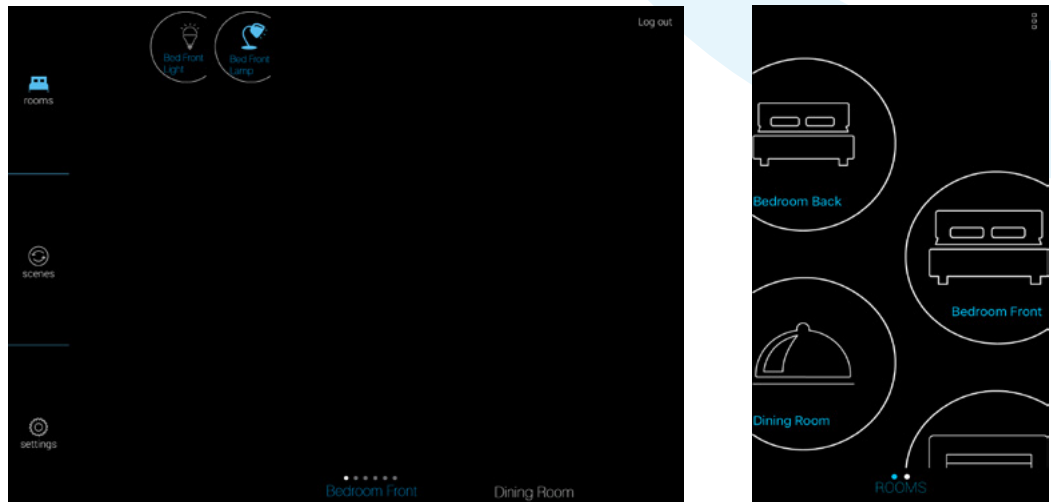 Log out
Bed Front
Light
Bed Front
Lamp
rooms
scenes
settings
Bedroom Front
Dining Room
Bedroom Back
Bedroom Front
Dining Room
ROOMS